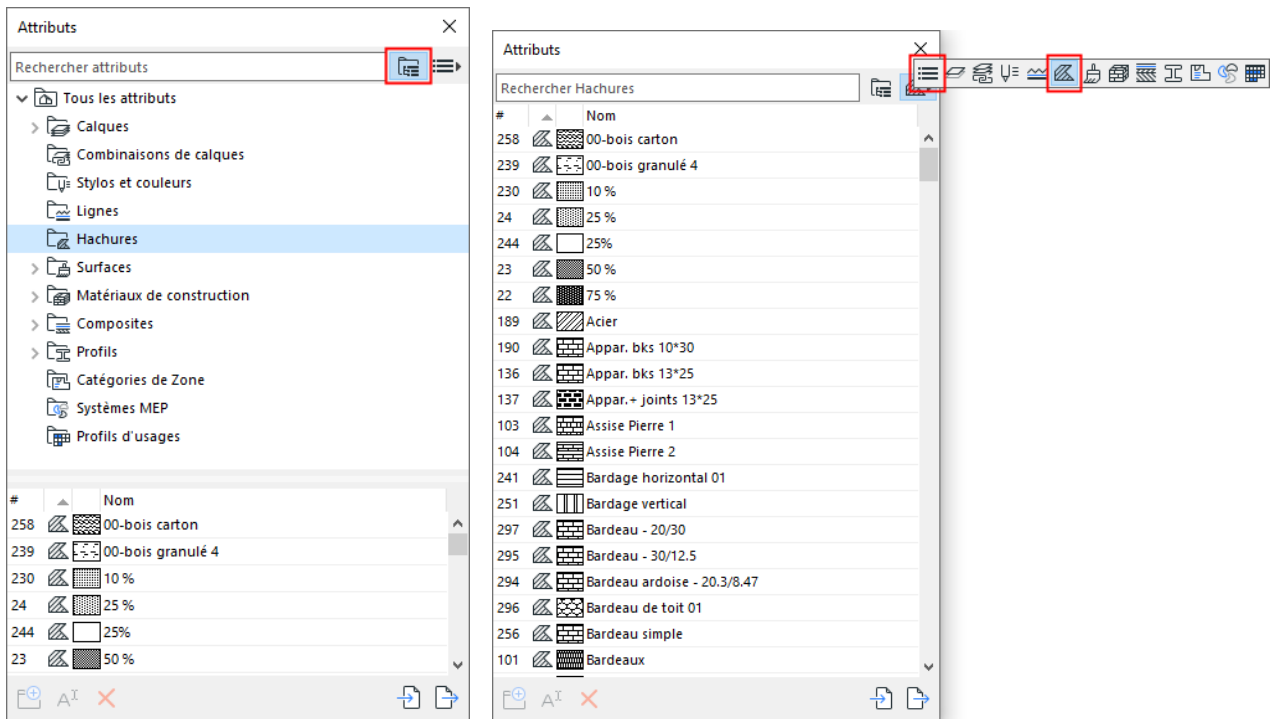 Attributs
Rechercher attributs
Tous les attributs
Calques
Combinaisons de calques
Stylos et couleurs
Lignes
Hachures
Surfaces
Matériaux de construction
Composites
Profils
Catégories de Zone
Systèmes MEP
Profils d'usages
# Nom
258 00-bois carton
239 00-bois granulé 4
230 10 %
24 25 %
244 25%
23 50 %
Attributs
Rechercher Hachures
# Nom
258 00-bois carton
239 00-bois granulé 4
230 10 %
24 25 %
244 25%
23 50 %
22 75 %
189 Acier
190 Appar. bks 10*30
136 Appar. bks 13*25
137 Appar.+ joints 13*25
103 Assise Pierre 1
104 Assise Pierre 2
241 Bardage horizontal 01
251 Bardage vertical
297 Bardeau - 20/30
295 Bardeau - 30/12.5
294 Bardeau ardoise - 20.3/8.47
296 Bardeau de toit 01
256 Bardeau simple
101 Bardeaux